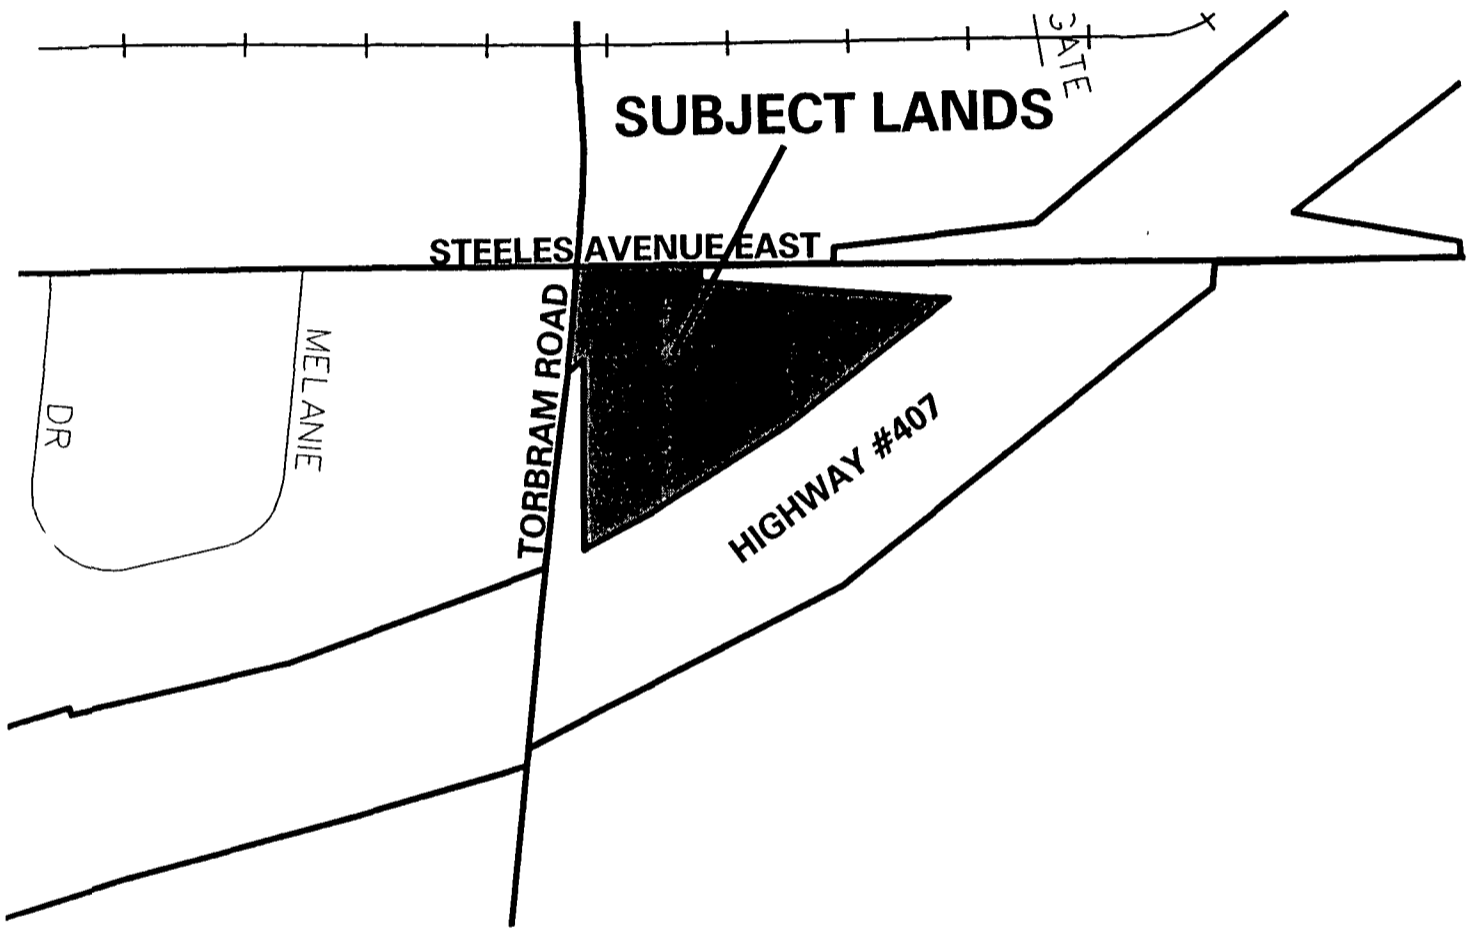 GATE
SUBJECT LANDS
STEELES AVENUE EAST
TORBRAM ROAD
MELANIE
DR
HIGHWAY #407